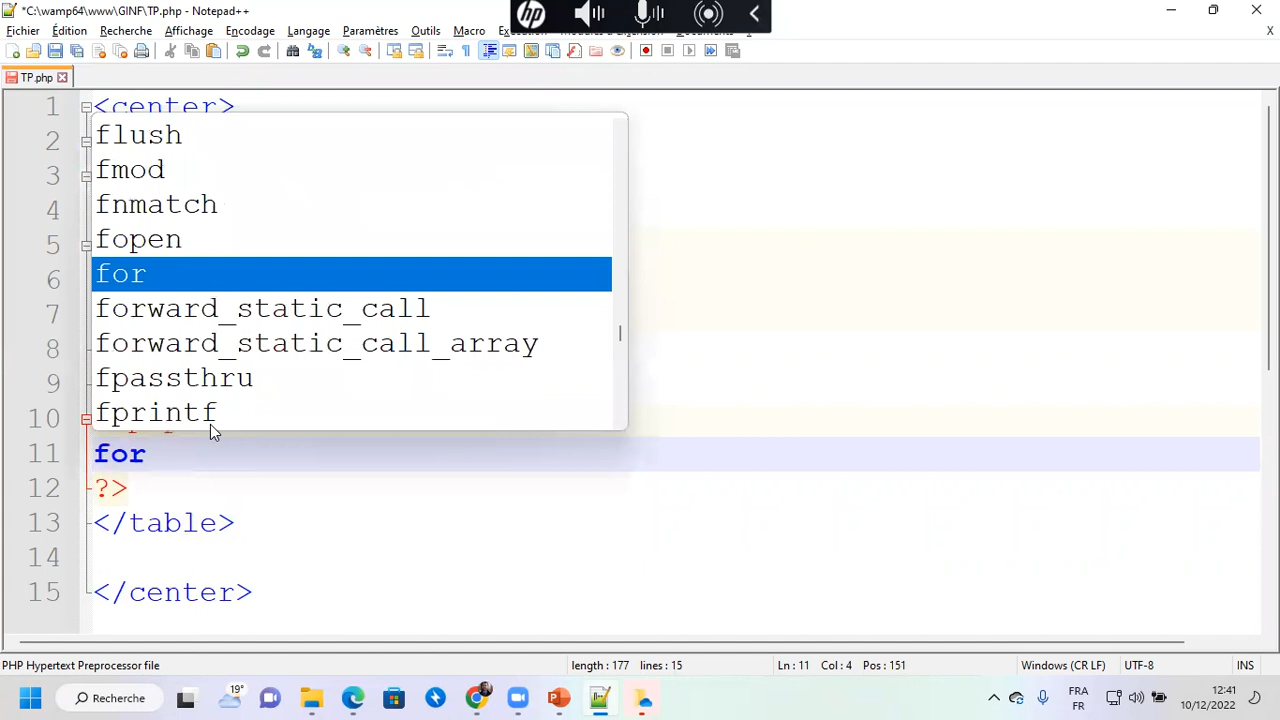 *C:\wamp64\www\GINF\TP.php - Notepad++
Fichier Édition Recherche Affichage Encodage Langage Paramètres Outils Macro X
TP.php
1 <center>
2
3
4
5
6
7
8
9
10
flush
fmod
fnmatch
fopen
for
forward_static_call
forward_static_call_array
fpassthru
fprintf
11 for
12 ?>
13 </table>
14
15 </center>
PHP Hypertext Preprocessor file length : 177 lines : 15 Ln : 11 Col : 4 Pos : 151 Windows (CR LF) UTF-8 INS
Recherche 19° FRA 12:41
FR 10/12/2022
hp